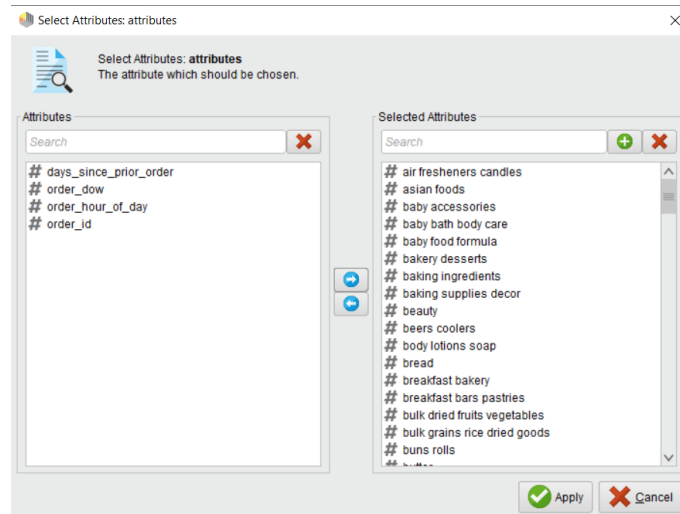 Select Attributes: attributes
Select Attributes: attributes
The attribute which should be chosen.
Attributes
Search
# days_since_prior_order
# order_dow
# order_hour_of_day
# order_id
Selected Attributes
Search
# air fresheners candles
# asian foods
# baby accessories
# baby bath body care
# baby food formula
# bakery desserts
# baking ingredients
# baking supplies decor
# beauty
# beers coolers
# body lotions soap
# bread
# breakfast bakery
# breakfast bars pastries
# bulk dried fruits vegetables
# bulk grains rice dried goods
# buns rolls
Apply
Cancel